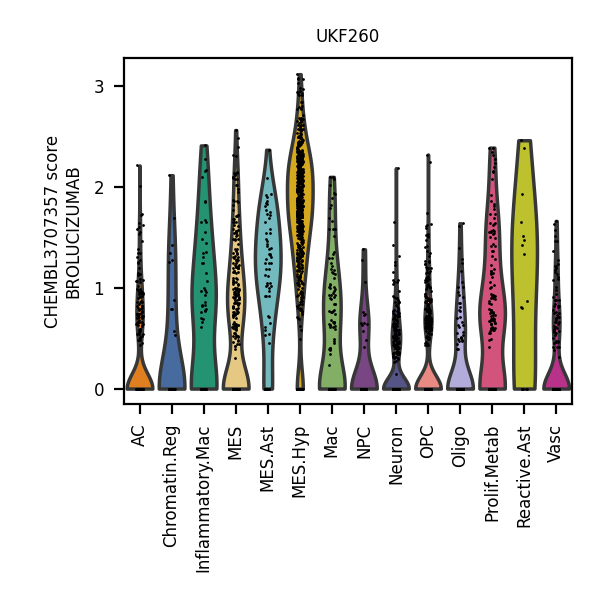 UKF260
CHEMBL3707357 score
BROLUCIZUMAB
3
2
1
0
AC
Chromatin.Reg
Inflammatory.Mac
MES
MES.Ast
MES.Hyp
Mac
NPC
Neuron
OPC
Oligo
Prolif.Metab
Reactive.Ast
Vasc